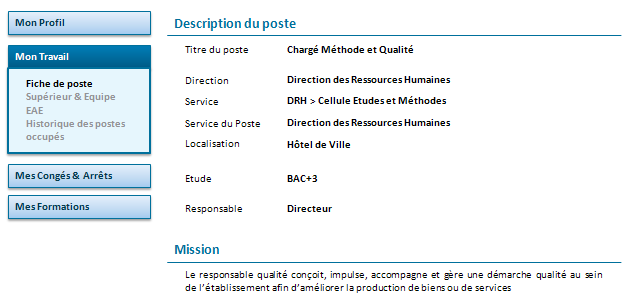 Mon Profil
Mon Travail
Fiche de poste
Supérieur & Equipe
EAE
Historique des postes
occupés
Mes Congés & Arrêts
Mes Formations
Description du poste
Titre du poste Chargé Méthode et Qualité
Direction Direction des Ressources Humaines
Service DRH > Cellule Etudes et Méthodes
Service du Poste Direction des Ressources Humaines
Localisation Hôtel de Ville
Etude BAC+3
Responsable Directeur
Mission
Le responsable qualité conçoit, impulse, accompagne et gère une démarche qualité au sein
de l'établissement afin d'améliorer la production de biens ou de services